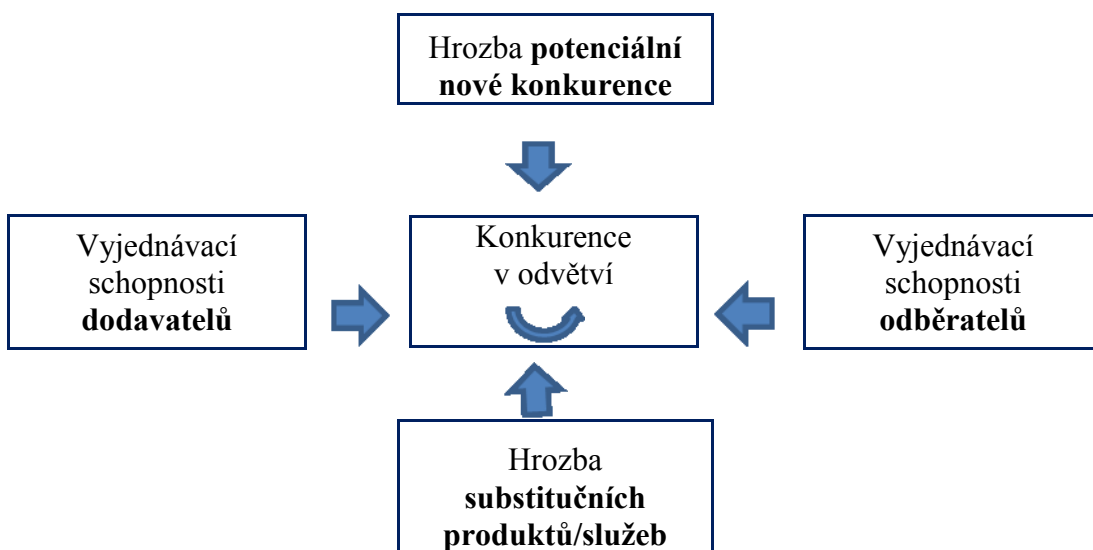 Hrozba potenciální
nové konkurence
Vyjednávací
schopnosti
dodavatelů
Konkurence
v odvětví
Vyjednávací
schopnosti
odběratelů
Hrozba
substitučních
produktů/služeb